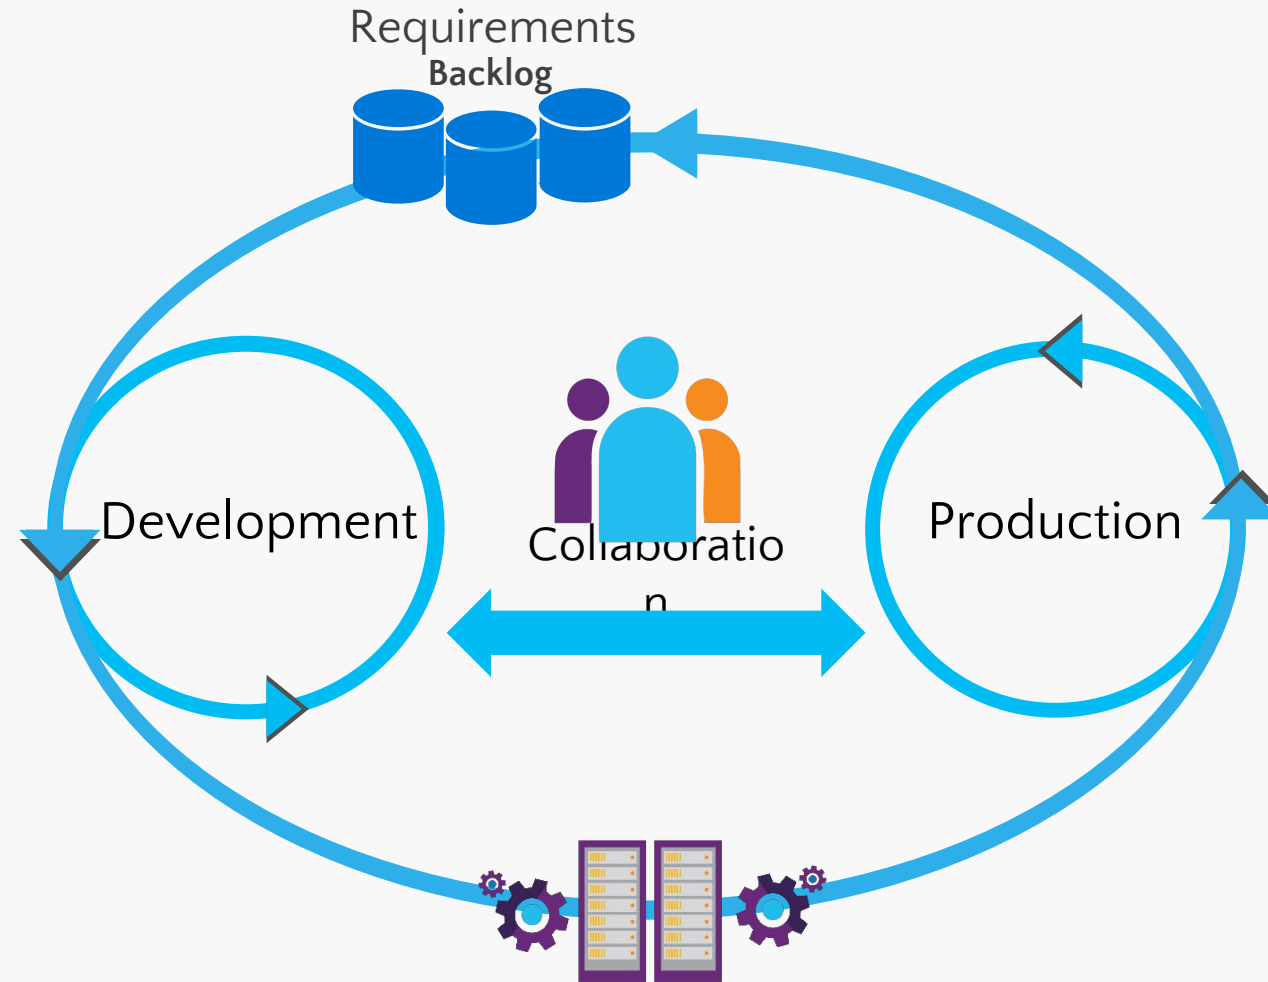 Requirements
Backlog
Development
Collaboratio
n
Production